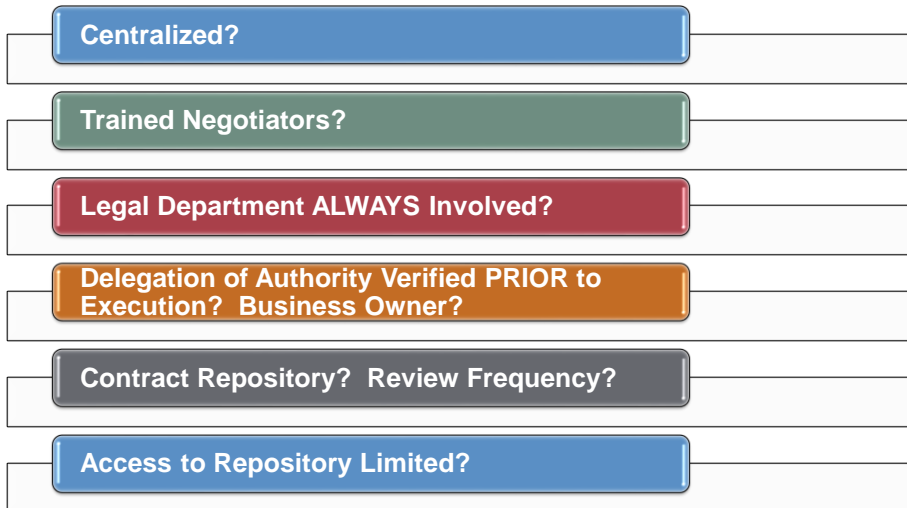 Centralized?
Trained Negotiators?
Legal Department ALWAYS Involved?
Delegation of Authority Verified PRIOR to
Execution?  Business Owner?
Contract Repository?  Review Frequency?
Access to Repository Limited?